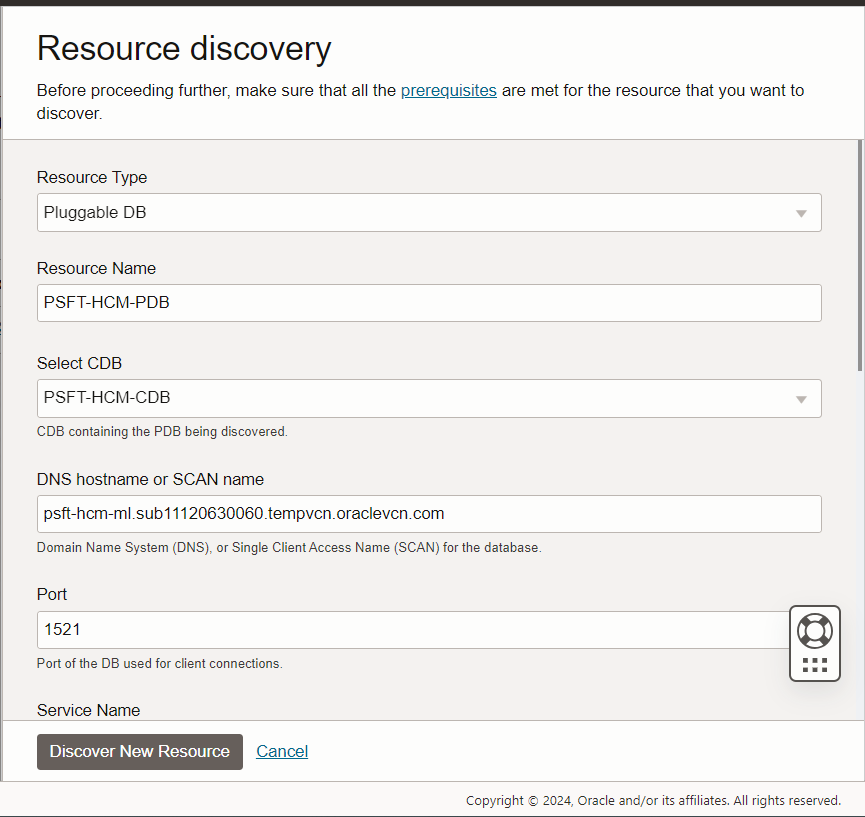 Resource discovery
Before proceeding further, make sure that all the prerequisites are met for the resource that you want to
discover.
Resource Type
Pluggable DB
Resource Name
PSFT-HCM-PDB
Select CDB
PSFT-HCM-CDB
CDB containing the PDB being discovered.
DNS hostname or SCAN name
psft-hcm-ml.sub11120630060.tempvcn.oraclevcn.com
Domain Name System (DNS), or Single Client Access Name (SCAN) for the database.
Port
1521
Port of the DB used for client connections.
Service Name
Discover New Resource Cancel
Copyright © 2024, Oracle and/or its affiliates. All rights reserved.